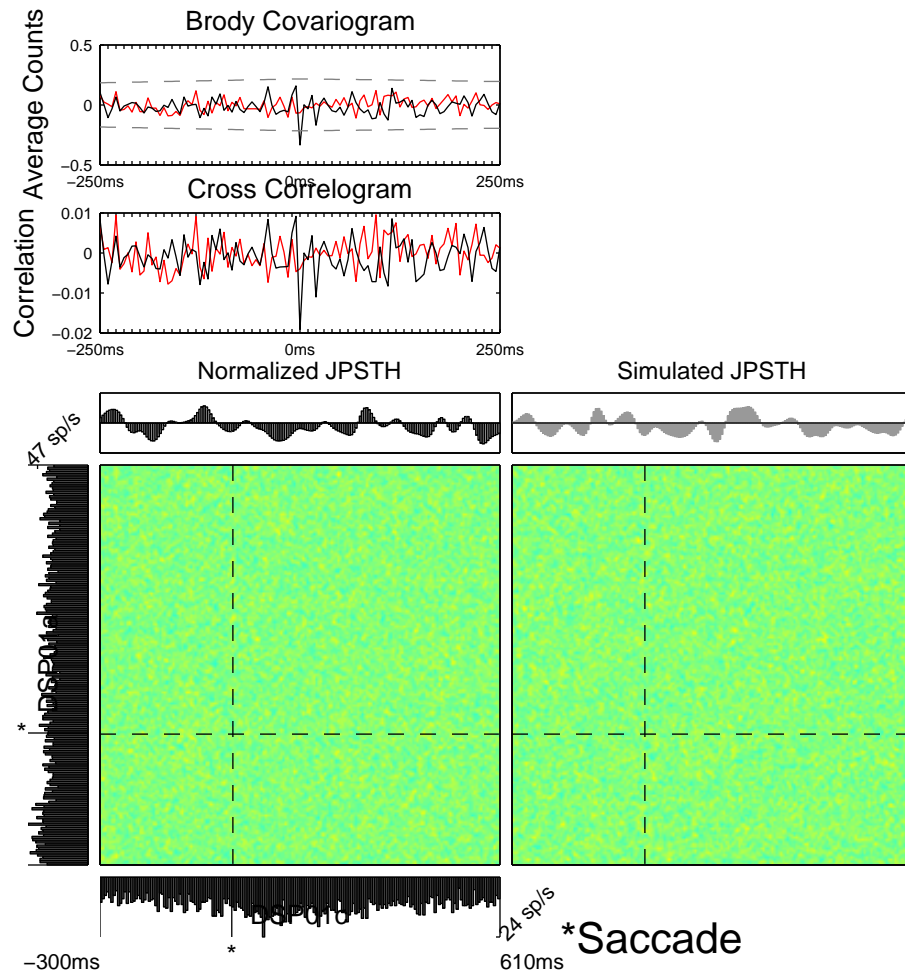 Brody Covariogram
Average Counts
0.5
0
−0.5
−250ms
0ms
250ms
Cross Correlogram
Correlation
0.01
0
−0.01
−0.02
−250ms
0ms
250ms
Normalized JPSTH
Simulated JPSTH
47 sp/s
*
24 sp/s
*
*Saccade
−300ms
610ms